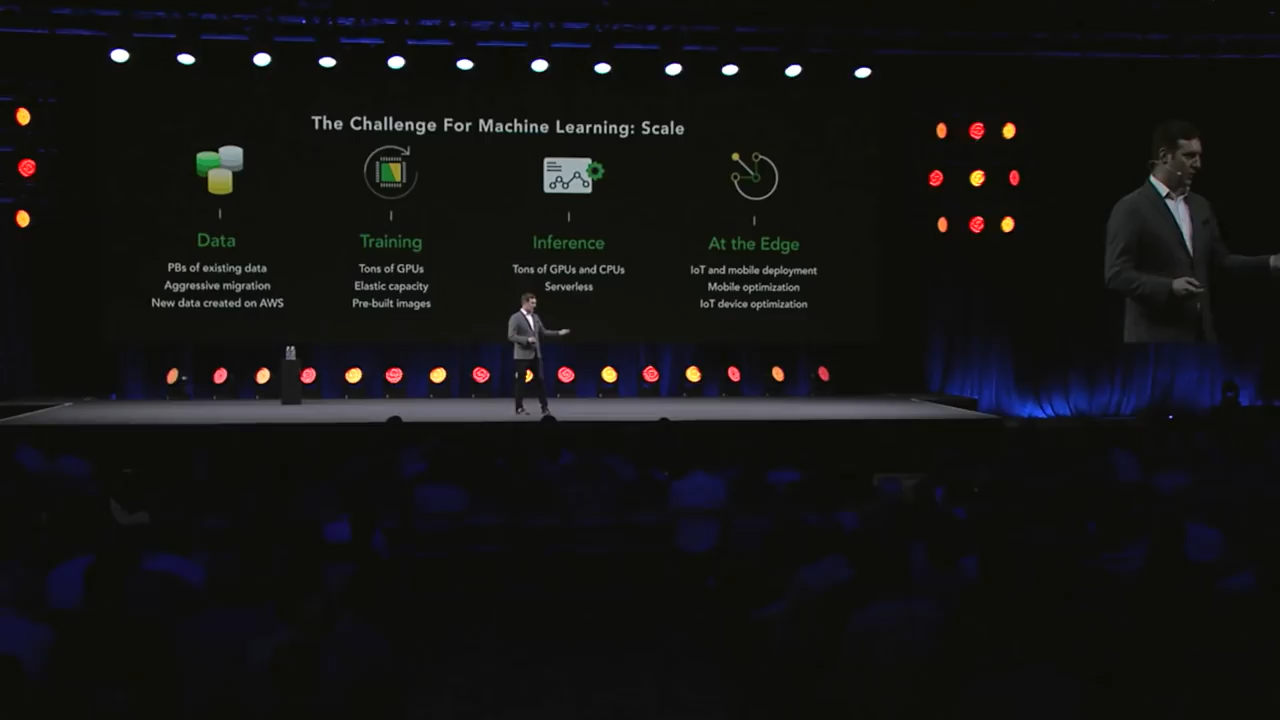 The Challenge For Machine Learning: Scale
Data
PBs of existing data
Aggressive migration
New data created on AWS
Training
Tons of GPUs
Elastic capacity
Pre-built images
Inference
Tons of GPUs and CPUs
Serverless
At the Edge
IoT and mobile deployment
Mobile optimization
IoT device optimization